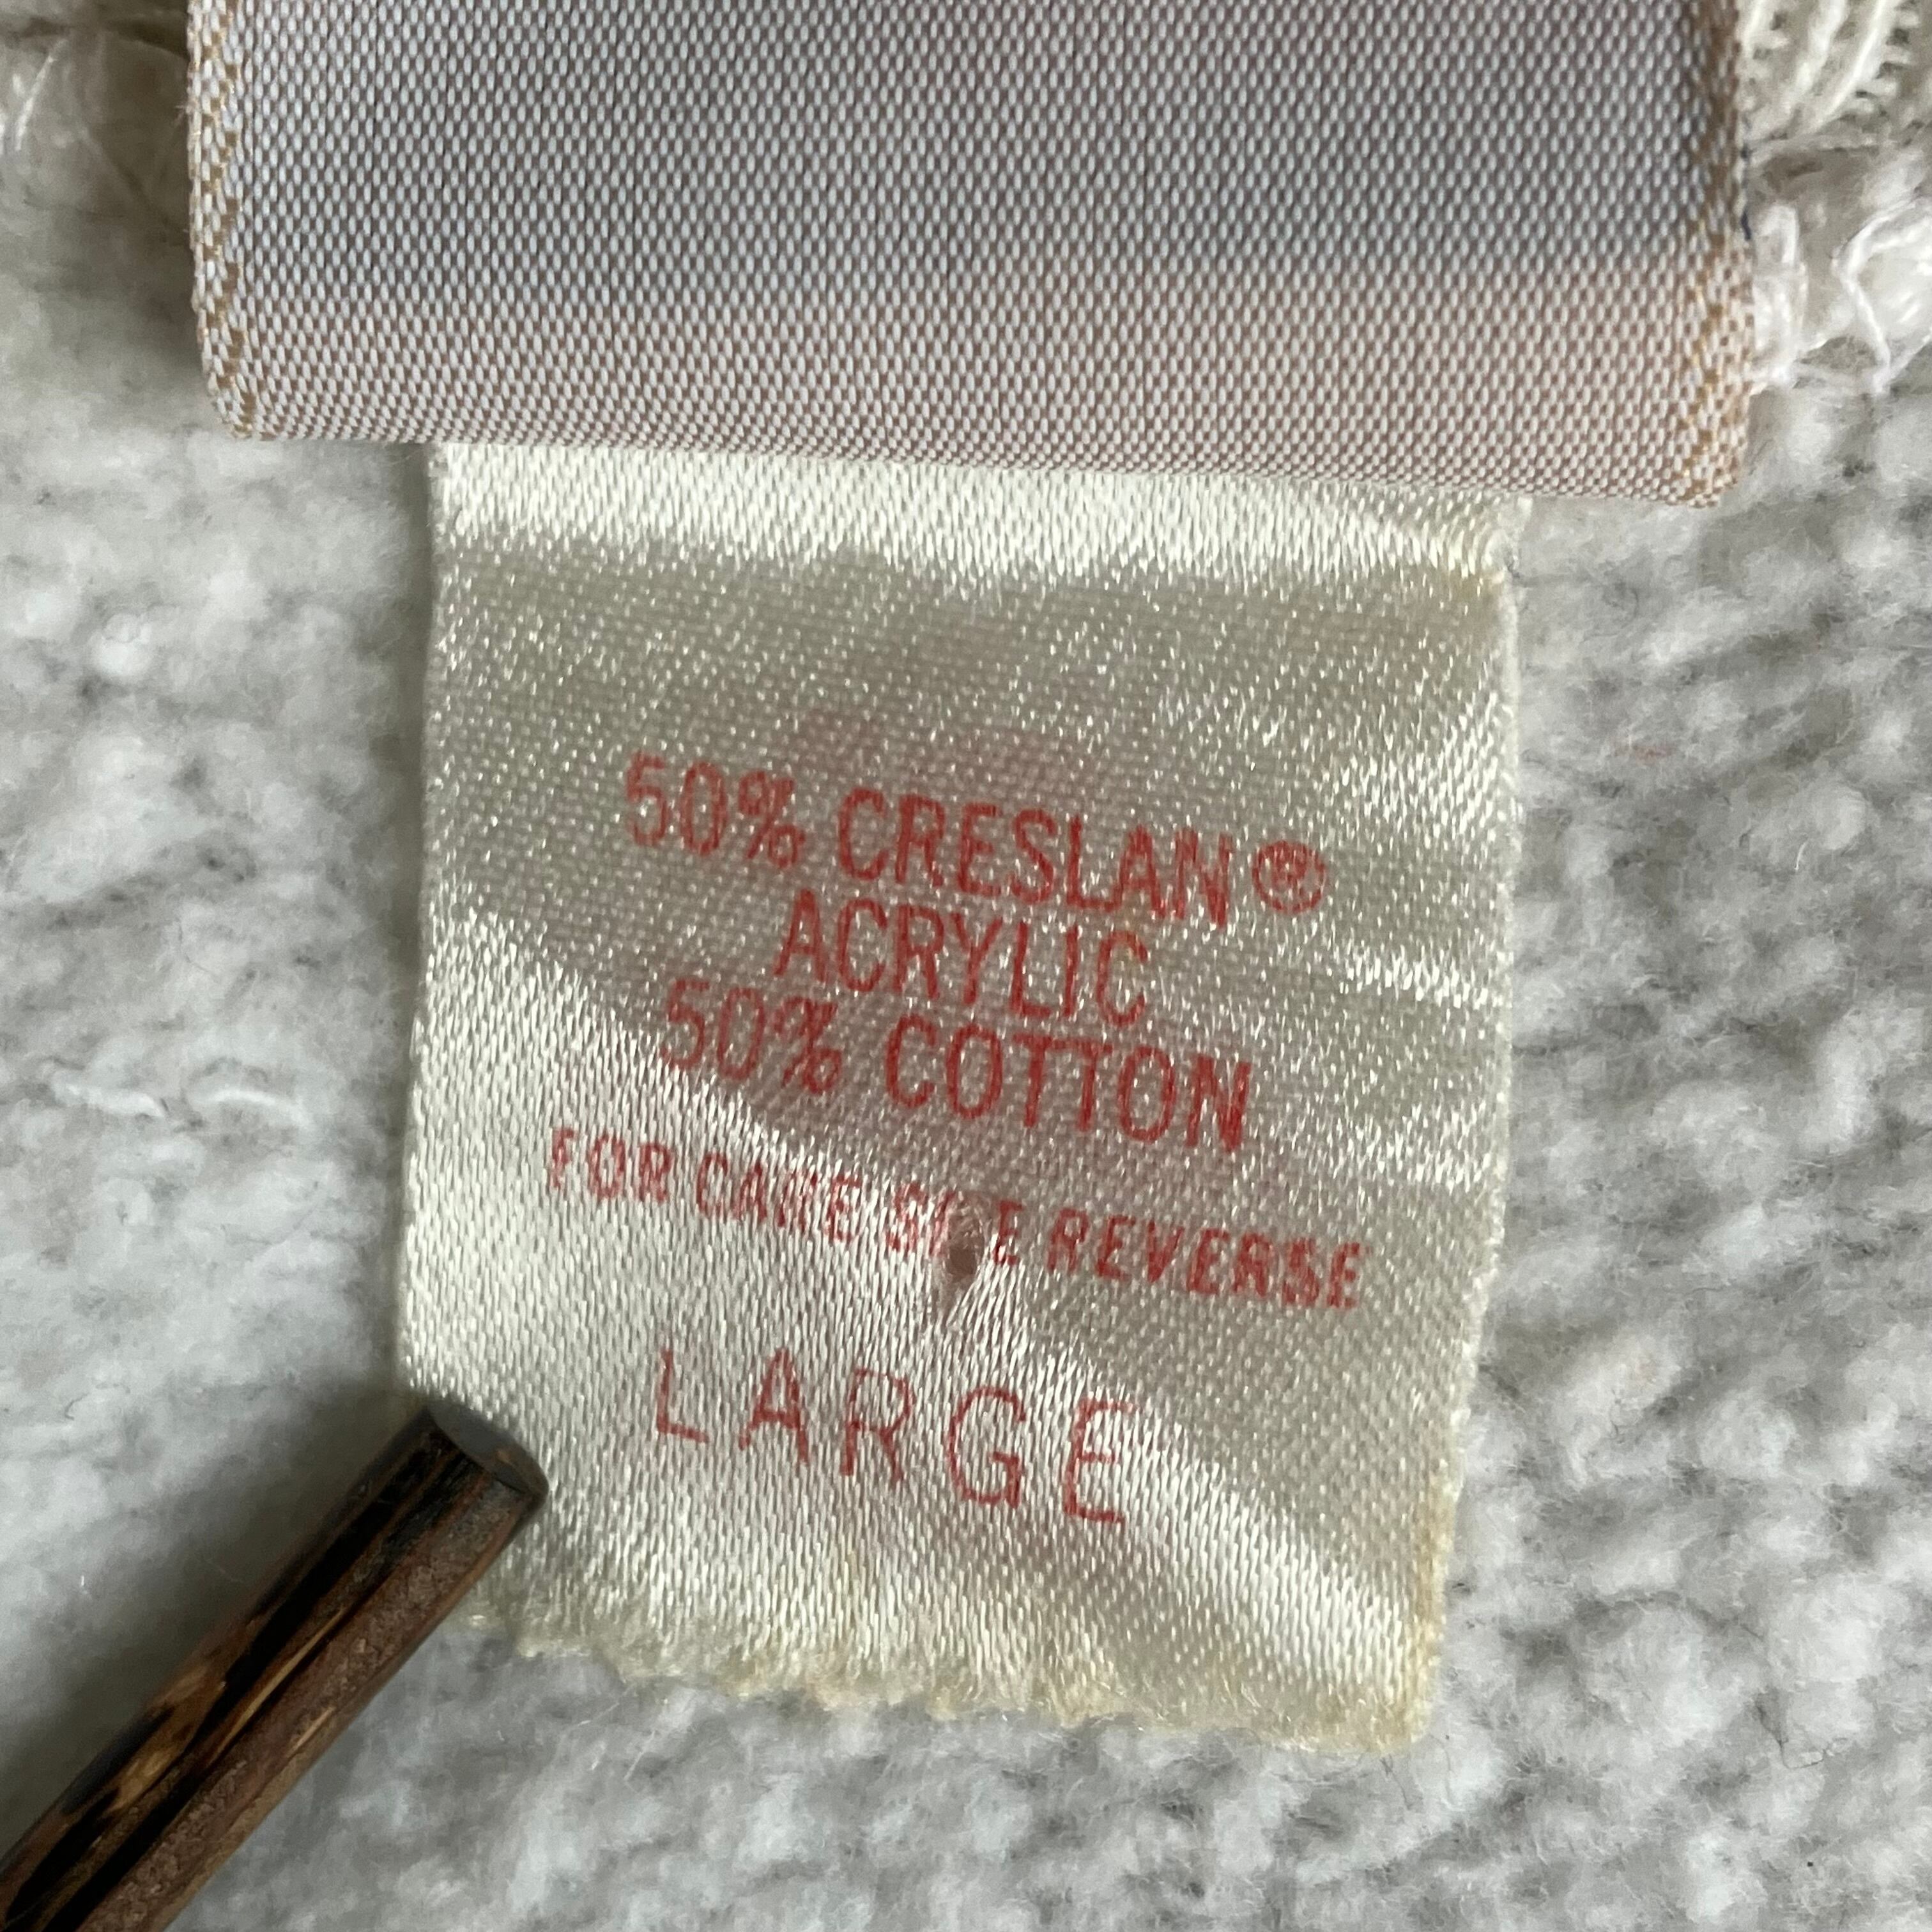 50% CRESLAN®
ACRYLIC
50% COTTON
FOR CARE SEE REVERSE
LARGE